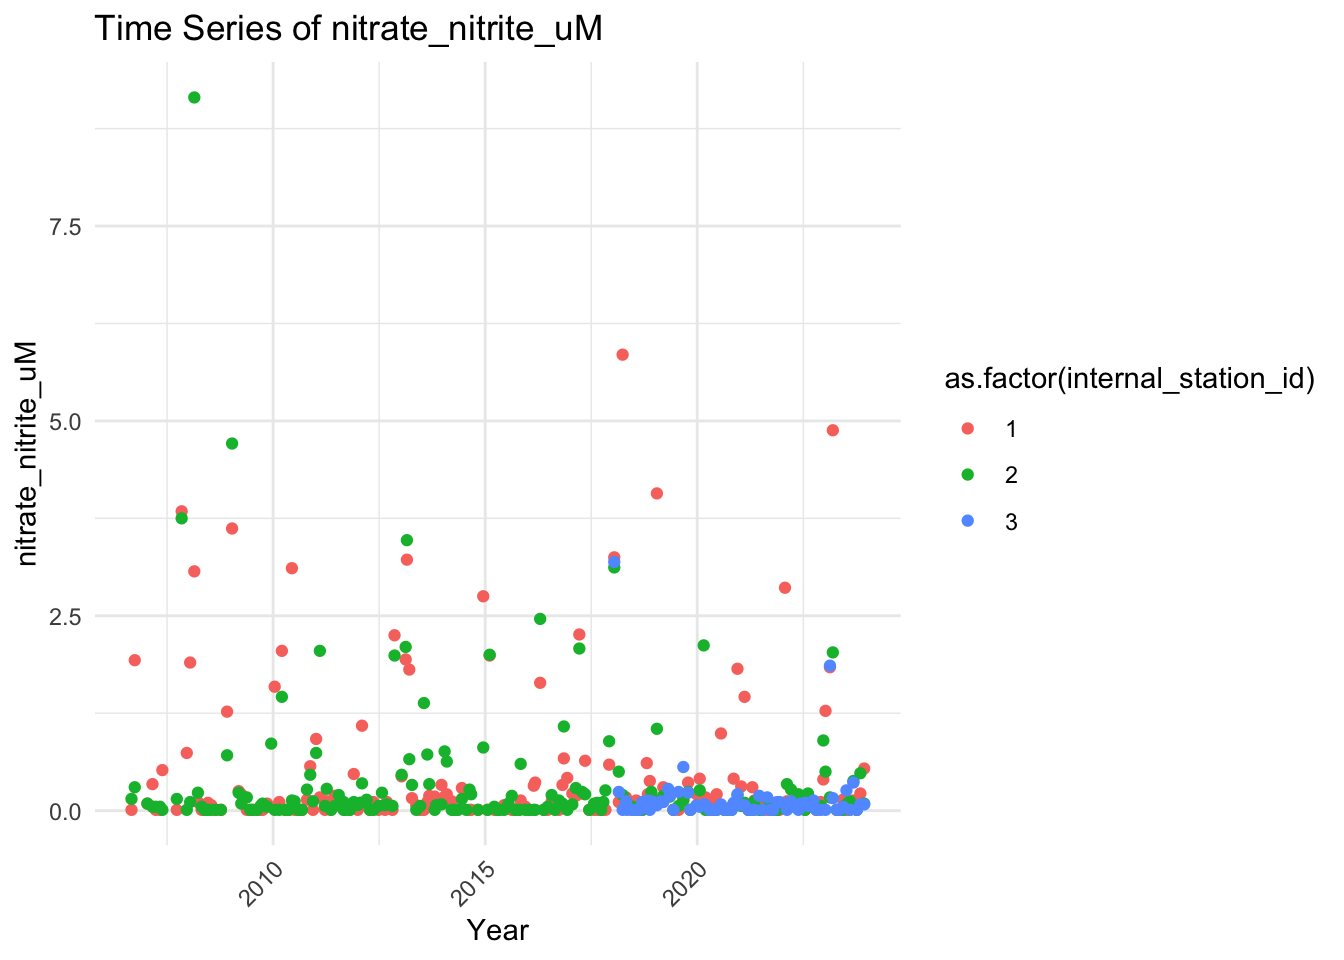 Time Series of nitrate_nitrite_uM
7.5
5.0
2.5
0.0
nitrate_nitrite_uM
2010
2015
2020
Year
as.factor(internal_station_id)
1
2
3